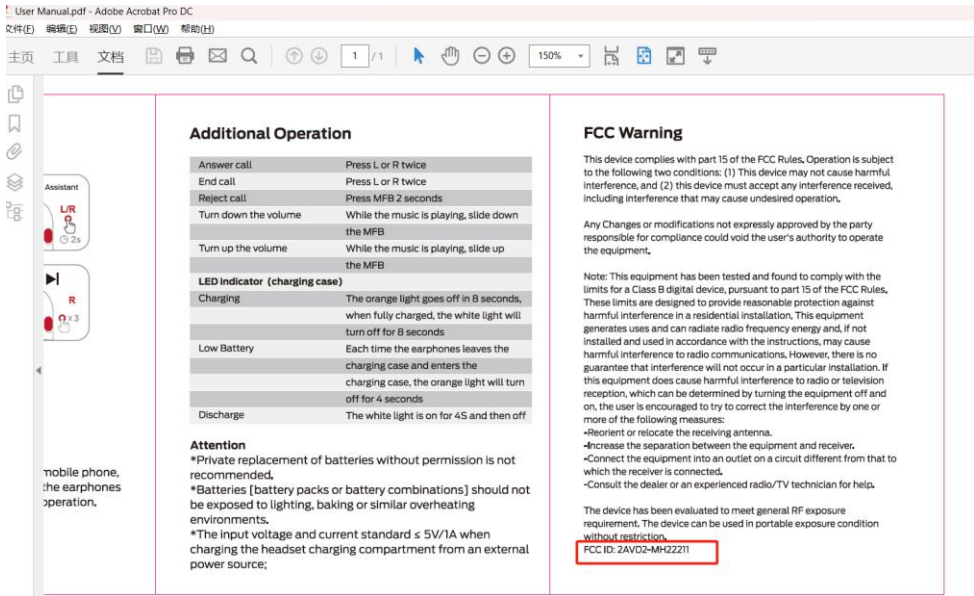 User Manual.pdf - Adobe Acrobat Pro DC
文件(F) 编辑(E) 视图(V) 窗口(W) 帮助(H)
主页 工具 文档 1 / 1 150%
Assistant
L/R
2s
R
x3
mobile phone,
the earphones
operation.
Additional Operation
Answer call Press L or R twice
End call Press L or R twice
Reject call Press MFB 2 seconds
Turn down the volume While the music is playing, slide down
the MFB
Turn up the volume While the music is playing, slide up
the MFB
LED indicator (charging case)
Charging The orange light goes off in 8 seconds,
when fully charged, the white light will
turn off for 8 seconds
Low Battery Each time the earphones leaves the
charging case and enters the
charging case, the orange light will turn
off for 4 seconds
Discharge The white light is on for 4S and then off
Attention
*Private replacement of batteries without permission is not
recommended.
*Batteries [battery packs or battery combinations] should not
be exposed to lighting, baking or similar overheating
environments.
*The input voltage and current standard ≤ 5V/1A when
charging the headset charging compartment from an external
power source;
FCC Warning
This device complies with part 15 of the FCC Rules. Operation is subject
to the following two conditions: (1) This device may not cause harmful
interference, and (2) this device must accept any interference received,
including interference that may cause undesired operation.
Any Changes or modifications not expressly approved by the party
responsible for compliance could void the user's authority to operate
the equipment.
Note: This equipment has been tested and found to comply with the
limits for a Class B digital device, pursuant to part 15 of the FCC Rules.
These limits are designed to provide reasonable protection against
harmful interference in a residential installation. This equipment
generates uses and can radiate radio frequency energy and, if not
installed and used in accordance with the instructions, may cause
harmful interference to radio communications. However, there is no
guarantee that interference will not occur in a particular installation. If
this equipment does cause harmful interference to radio or television
reception, which can be determined by turning the equipment off and
on, the user is encouraged to try to correct the interference by one or
more of the following measures:
-Reorient or relocate the receiving antenna.
-Increase the separation between the equipment and receiver.
-Connect the equipment into an outlet on a circuit different from that to
which the receiver is connected.
-Consult the dealer or an experienced radio/TV technician for help.
The device has been evaluated to meet general RF exposure
requirement. The device can be used in portable exposure condition
without restriction.
FCC ID: 2AVD2-MH22211